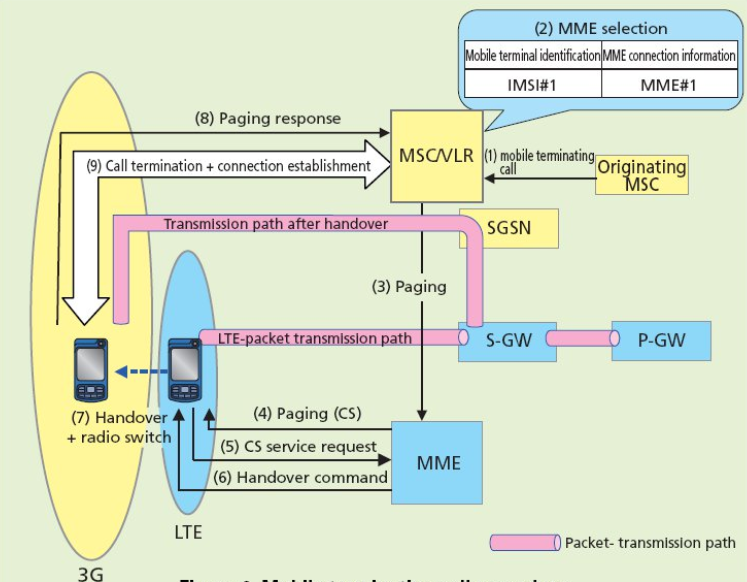 (2) MME selection
Mobile terminal identification MME connection information
IMSI#1 MME#1
(8) Paging response
MSC/VLR
(1) mobile terminating
call
Originating
MSC
(9) Call termination + connection establishment
Transmission path after handover
SGSN
(3) Paging
LTE-packet transmission path
S-GW
P-GW
(7) Handover
+ radio switch
(4) Paging (CS)
(5) CS service request
(6) Handover command
MME
LTE
Packet- transmission path
3G